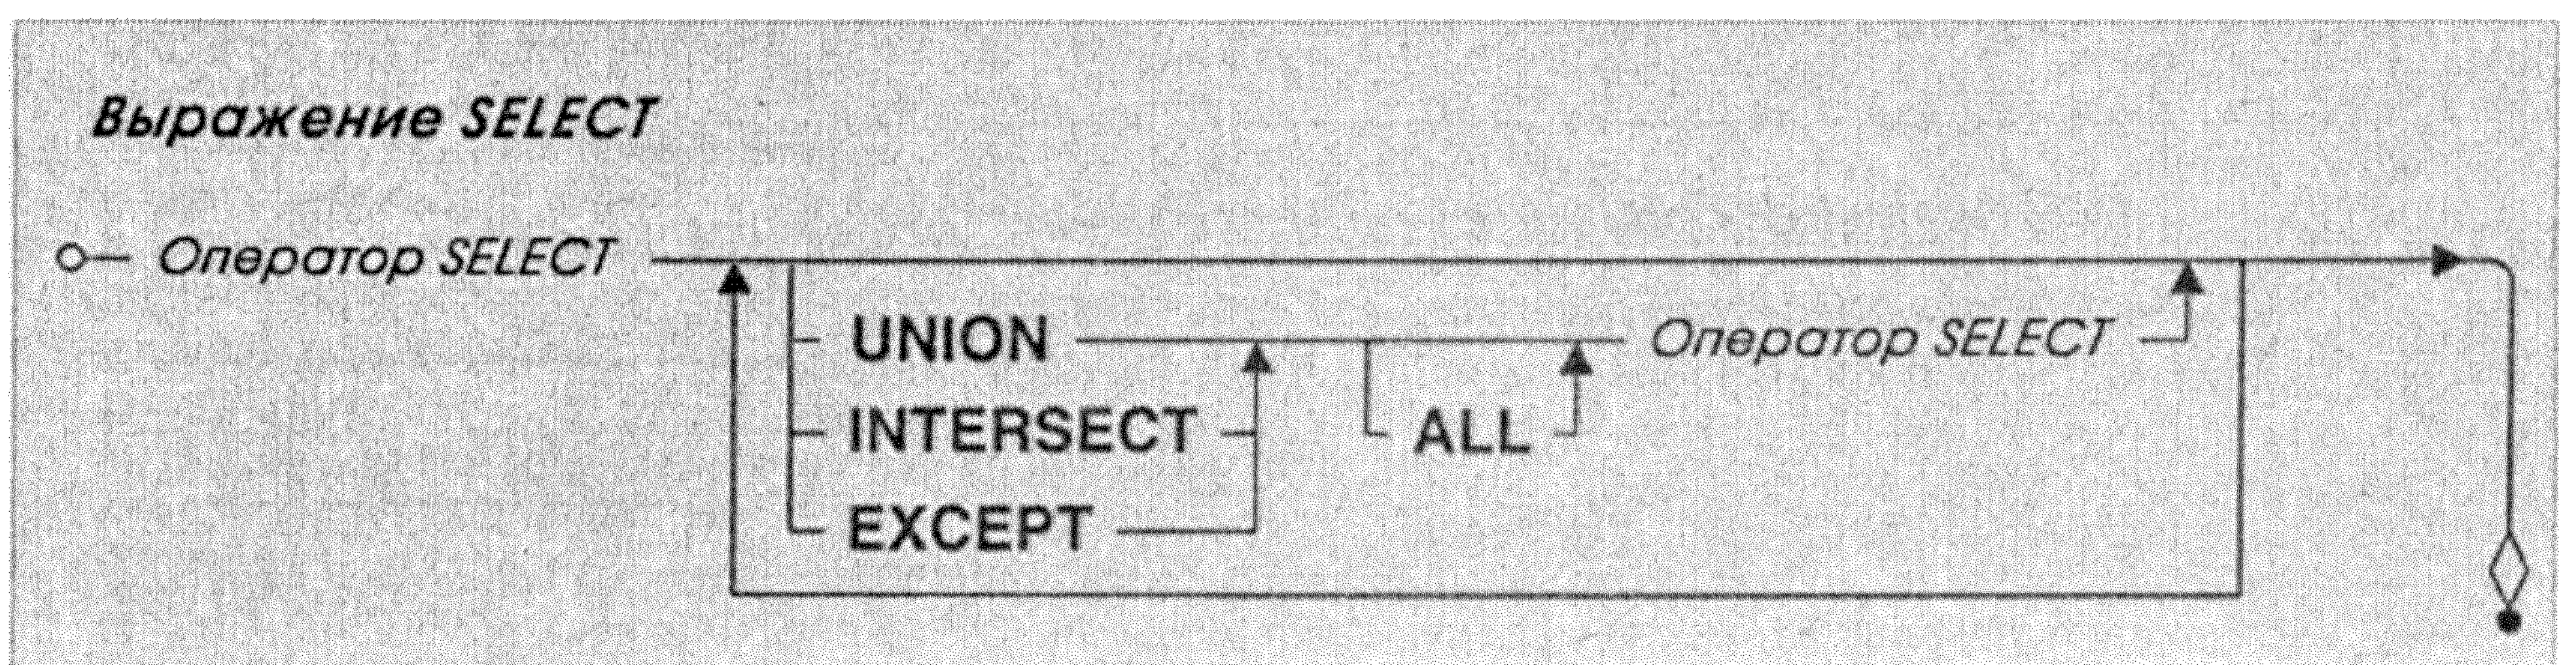 Выражение SELECT
Оператор SELECT
UNION Оператор SELECT
INTERSECT ALL
EXCEPT